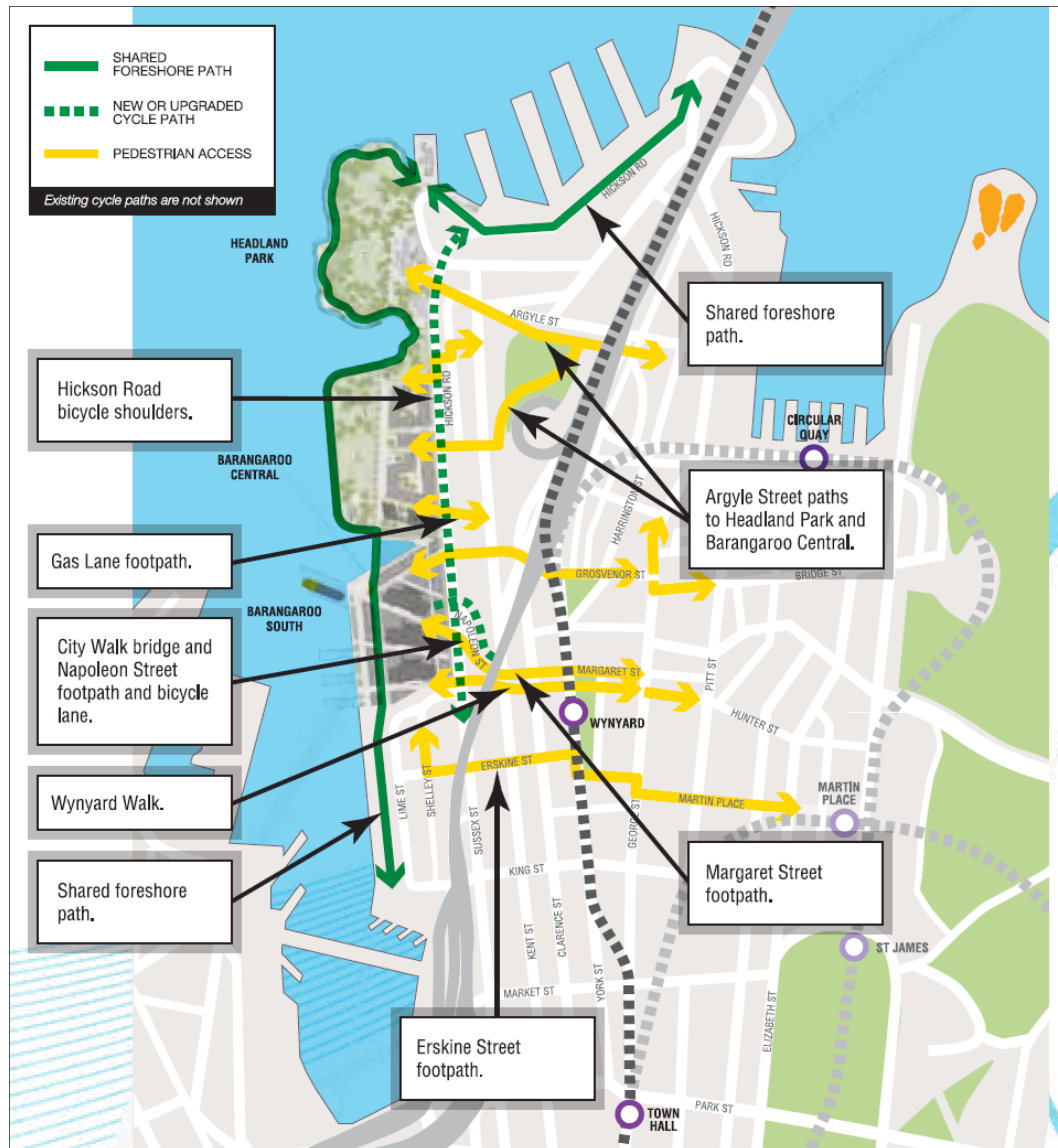 SHARED
FORESHORE PATH
NEW OR UPGRADED
CYCLE PATH
PEDESTRIAN ACCESS
Existing cycle paths are not shown
HICKSON RD
HEADLAND
PARK
HICKSON RD
ARGYLE ST
Shared foreshore
path.
Hickson Road
bicycle shoulders.
HICKSON RD
CIRCULAR
QUAY
BARANGAROO
CENTRAL
HARRINGTON ST
Argyle Street paths
to Headland Park and
Barangaroo Central.
Gas Lane footpath.
GROSVENOR ST
BRIDGE ST
BARANGAROO
SOUTH
NAPOLEON ST
City Walk bridge and
Napoleon Street
footpath and bicycle
lane.
MARGARET ST
PITT ST
HUNTER ST
WYNYARD
Wynyard Walk.
ERSKINE ST
LIME ST
SHELLEY ST
SUSSEX ST
MARTIN PLACE
GEORGE ST
MARTIN
PLACE
Shared foreshore
path.
KING ST
Margaret Street
footpath.
KENT ST
CLARENCE ST
YORK ST
ST JAMES
MARKET ST
ELIZABETH ST
Erskine Street
footpath.
PARK ST
TOWN
HALL